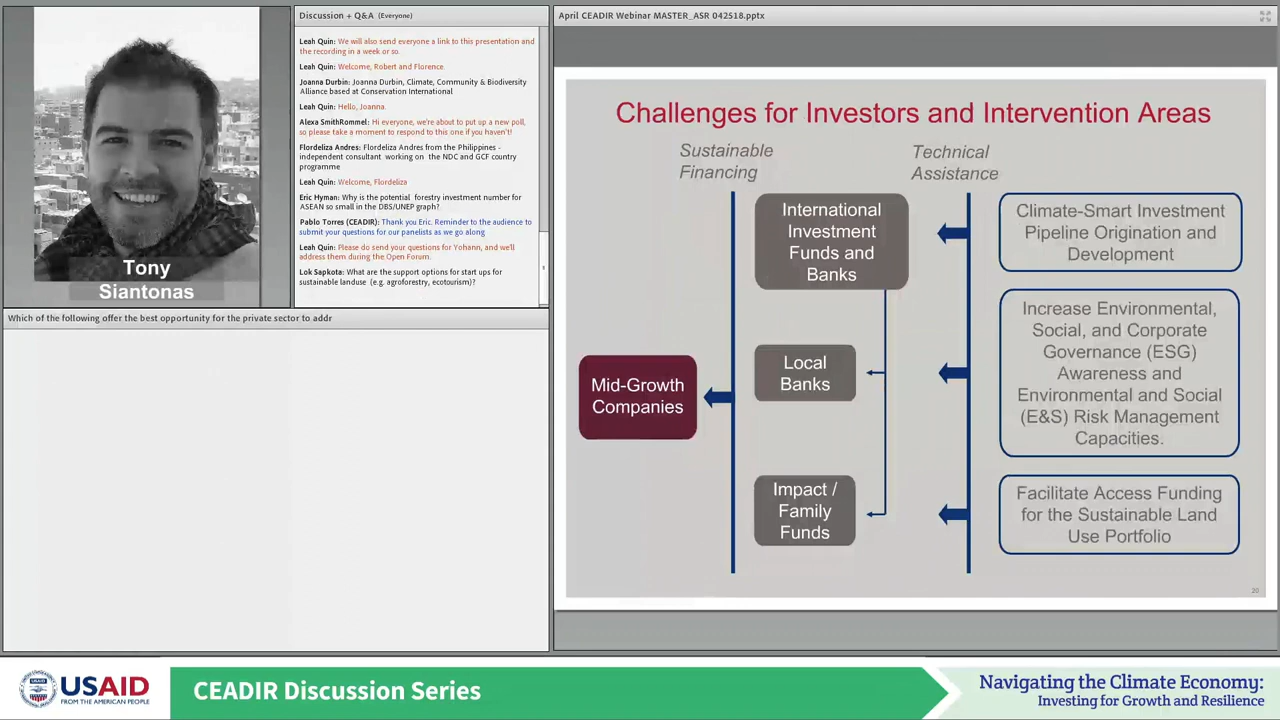 Tony
Siantonas
Discussion + Q&A (Everyone)
Leah Quin: We will also send everyone a link to this presentation and
the recording in a week or so.
Leah Quin: Welcome, Robert and Florence
Joanna Durbin: Joanna Durbin, Climate, Community & Biodiversity
Alliance based at Conservation International
Leah Quin: Hello, Joanna
Alexa SmithRommel: Hi everyone, we're about to put up a new poll,
so please take a moment to respond to this one if you haven't!
Flordeliza Andres: Flordeliza Andres from the Philippines -
independent consultant working on the NDC and GCF country
programme
Leah Quin: Welcome, Flordeliza
Eric Hyman: Why is the potential forestry investment number for
ASEAN so small in the DBS/UNEP graph?
Pablo Torres (CEADIR): Thank you Eric. Reminder to the audience to
submit your questions for our panelists as we go along
Leah Quin: Please do send your questions for Yohann, and we'll
address them during the Open Forum.
Lok Sapkota: What are the support options for start ups for
sustainable landuse (e.g. agroforestry, ecotourism)?
Which of the following offer the best opportunity for the private sector to addr
April CEADIR Webinar MASTER_ASR 042518.pptx
Challenges for Investors and Intervention Areas
Sustainable
Financing
Technical
Assistance
Mid-Growth
Companies
International
Investment
Funds and
Banks
Local
Banks
Impact /
Family
Funds
Climate-Smart Investment
Pipeline Origination and
Development
Increase Environmental,
Social, and Corporate
Governance (ESG)
Awareness and
Environmental and Social
(E&S) Risk Management
Capacities.
Facilitate Access Funding
for the Sustainable Land
Use Portfolio
20
USAID
FROM THE AMERICAN PEOPLE
CEADIR Discussion Series
Navigating the Climate Economy:
Investing for Growth and Resilience